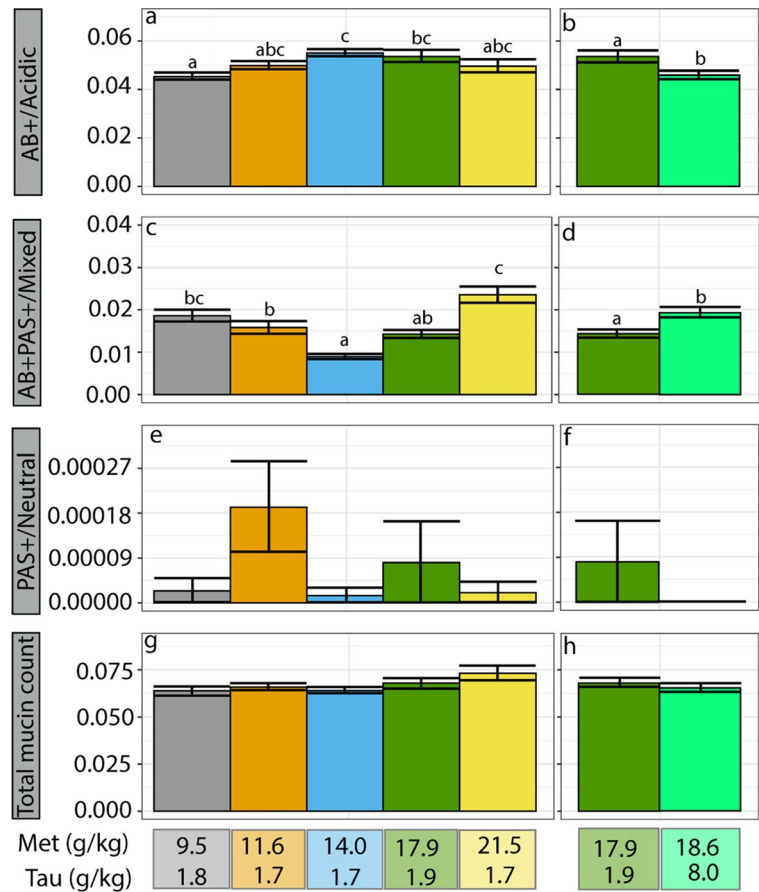 a
b
AB+/Acidic
0.06
0.04
0.02
0.00
a
abc
c
bc
abc
a
b
c
d
AB+PAS+/Mixed
0.04
0.03
0.02
0.01
0.00
bc
b
a
ab
c
a
b
e
f
PAS+/Neutral
0.00027
0.00018
0.00009
0.00000
g
h
Total mucin count
0.075
0.050
0.025
0.000
Met (g/kg) 9.5 11.6 14.0 17.9 21.5 17.9 18.6
Tau (g/kg) 1.8 1.7 1.7 1.9 1.7 1.9 8.0